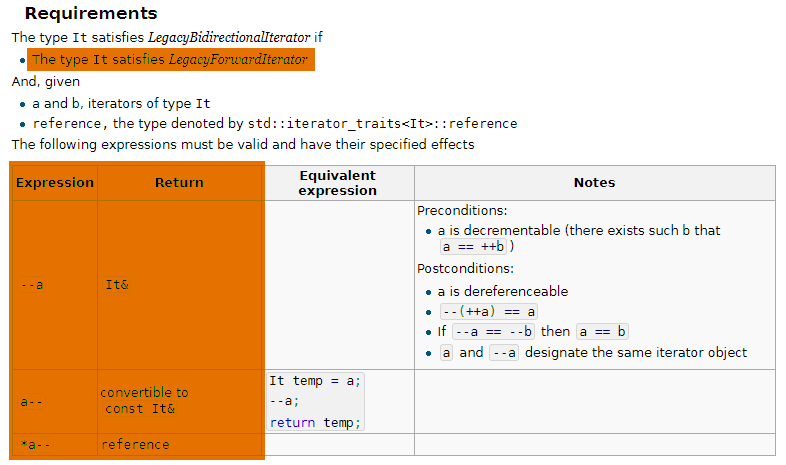 Requirements
The type It satisfies LegacyBidirectionalIterator if
The type It satisfies LegacyForwardIterator
And, given
a and b, iterators of type It
reference, the type denoted by std::iterator_traits<It>::reference
The following expressions must be valid and have their specified effects
Expression Return Equivalent expression Notes
--a It&
Preconditions:
a is decrementable (there exists such b that
a == ++b)
Postconditions:
a is dereferenceable
--(++a) == a
If --a == --b then a == b
a and --a designate the same iterator object
a-- convertible to
const It&
It temp = a;
--a;
return temp;
*a-- reference